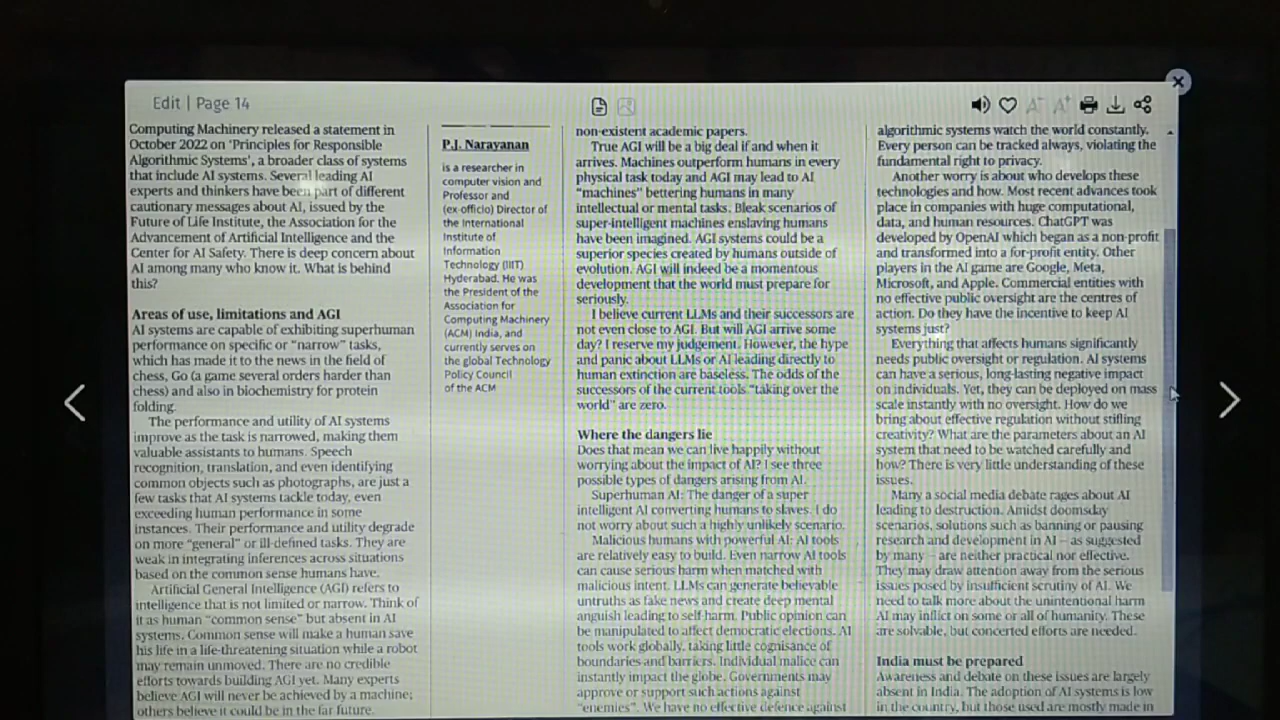 Edit | Page 14
Computing Machinery released a statement in
October 2022 on 'Principles for Responsible
Algorithmic Systems', a broader class of systems
that include AI systems. Several leading AI
experts and thinkers have been part of different
cautionary messages about AI, issued by the
Future of Life Institute, the Association for the
Advancement of Artificial Intelligence and the
Center for AI Safety. There is deep concern about
AI among many who know it. What is behind
this?
Areas of use, limitations and AGI
AI systems are capable of exhibiting superhuman
performance on specific or “narrow” tasks,
which has made it to the news in the field of
chess, Go (a game several orders harder than
chess) and also in biochemistry for protein
folding.
The performance and utility of AI systems
improve as the task is narrowed, making them
valuable assistants to humans. Speech
recognition, translation, and even identifying
common objects such as photographs, are just a
few tasks that AI systems tackle today, even
exceeding human performance in some
instances. Their performance and utility degrade
on more “general” or ill-defined tasks. They are
weak in integrating inferences across situations
based on the common sense humans have.
Artificial General Intelligence (AGI) refers to
intelligence that is not limited or narrow. Think of
it as human “common sense” but absent in AI
systems. Common sense will make a human save
his life in a life-threatening situation while a robot
may remain unmoved. There are no credible
efforts towards building AGI yet. Many experts
believe AGI will never be achieved by a machine;
others believe it could be in the far future.
P.J. Narayanan
is a researcher in
computer vision and
Professor and
(ex-officio) Director of
the International
Institute of
Information
Technology (IIIT)
Hyderabad. He was
the President of the
Association for
Computing Machinery
(ACM) India, and
currently serves on
the global Technology
Policy Council
of the ACM
non-existent academic papers.
True AGI will be a big deal if and when it
arrives. Machines outperform humans in every
physical task today and AGI may lead to AI
“machines” bettering humans in many
intellectual or mental tasks. Bleak scenarios of
super-intelligent machines enslaving humans
have been imagined. AGI systems could be a
superior species created by humans outside of
evolution. AGI will indeed be a momentous
development that the world must prepare for
seriously.
I believe current LLMs and their successors are
not even close to AGI. But will AGI arrive some
day? I reserve my judgement. However, the hype
and panic about LLMs or AI leading directly to
human extinction are baseless. The odds of the
successors of the current tools “taking over the
world” are zero.
Where the dangers lie
Does that mean we can live happily without
worrying about the impact of AI? I see three
possible types of dangers arising from AI.
Superhuman AI: The danger of a super
intelligent AI converting humans to slaves. I do
not worry about such a highly unlikely scenario.
Malicious humans with powerful AI: AI tools
are relatively easy to build. Even narrow AI tools
can cause serious harm when matched with
malicious intent. LLMs can generate believable
untruths as fake news and create deep mental
anguish leading to self-harm. Public opinion can
be manipulated to affect democratic elections. AI
tools work globally, taking little cognisance of
boundaries and barriers. Individual malice can
instantly impact the globe. Governments may
approve or support such actions against
“enemies”. We have no effective defence against
algorithmic systems watch the world constantly.
Every person can be tracked always, violating the
fundamental right to privacy.
Another worry is about who develops these
technologies and how. Most recent advances took
place in companies with huge computational,
data, and human resources. ChatGPT was
developed by OpenAI which began as a non-profit
and transformed into a for-profit entity. Other
players in the AI game are Google, Meta,
Microsoft, and Apple. Commercial entities with
no effective public oversight are the centres of
action. Do they have the incentive to keep AI
systems just?
Everything that affects humans significantly
needs public oversight or regulation. AI systems
can have a serious, long-lasting negative impact
on individuals. Yet, they can be deployed on mass
scale instantly with no oversight. How do we
bring about effective regulation without stifling
creativity? What are the parameters about an AI
system that need to be watched carefully and
how? There is very little understanding of these
issues.
Many a social media debate rages about AI
leading to destruction. Amidst doomsday
scenarios, solutions such as banning or pausing
research and development in AI – as suggested
by many – are neither practical nor effective.
They may draw attention away from the serious
issues posed by insufficient scrutiny of AI. We
need to talk more about the unintentional harm
AI may inflict on some or all of humanity. These
are solvable, but concerted efforts are needed.
India must be prepared
Awareness and debate on these issues are largely
absent in India. The adoption of AI systems is low
in the country, but those used are mostly made in